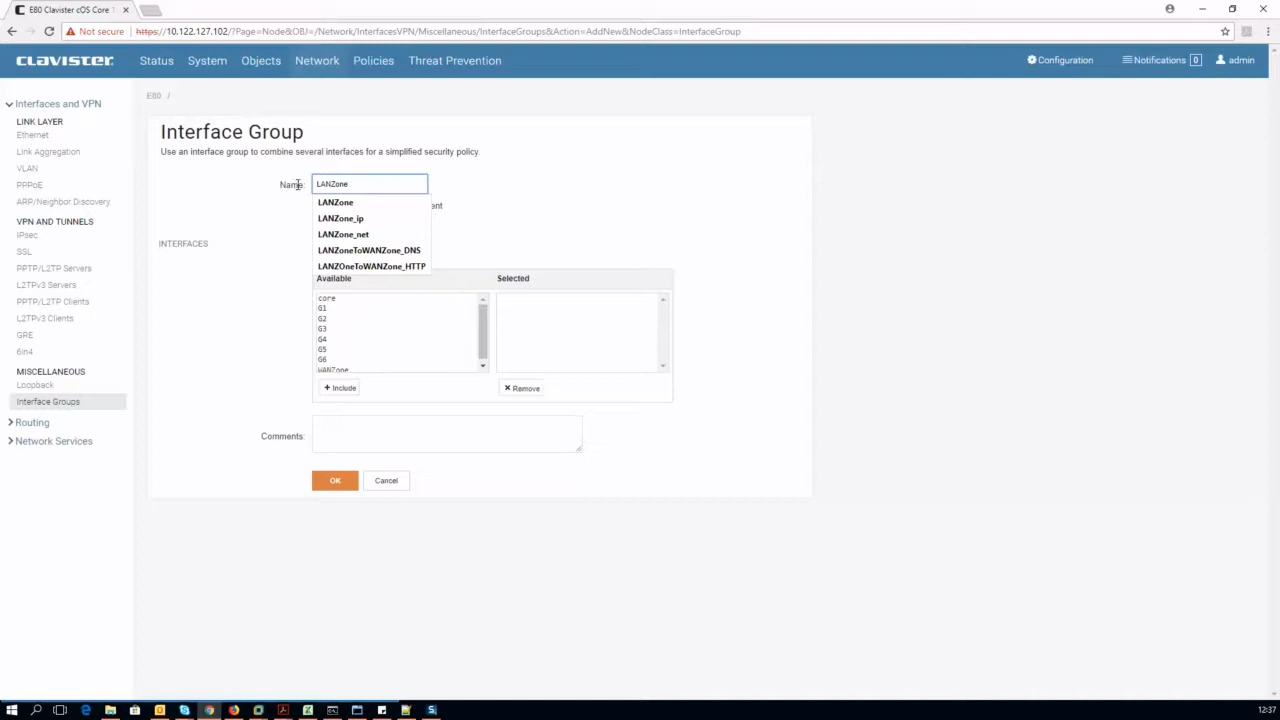 E80 Clavister cOS Core 1
Not secure https://10.122.127.102/?Page=Node&OBJ=/Network/InterfacesVPN/Miscellaneous/InterfaceGroups&Action=AddNew&NodeClass=InterfaceGroup
CLAVISTER Status System Objects Network Policies Threat Prevention Configuration Notifications 0 admin
Interfaces and VPN
LINK LAYER
Ethernet
Link Aggregation
VLAN
PPPoE
ARP/Neighbor Discovery
VPN AND TUNNELS
IPsec
SSL
PPTP/L2TP Servers
L2TPv3 Servers
PPTP/L2TP Clients
L2TPv3 Clients
GRE
6in4
MISCELLANEOUS
Loopback
Interface Groups
Routing
Network Services
E80 /
Interface Group
Use an interface group to combine several interfaces for a simplified security policy.
Name: LANZone
LANZone
LANZone_ip
LANZone_net
LANZoneToWANZone_DNS
LANZOneToWANZone_HTTP
ent
INTERFACES
Available Selected
core
G1
G2
G3
G4
G5
G6
WANZone
+ Include
× Remove
Comments:
OK Cancel
12:37